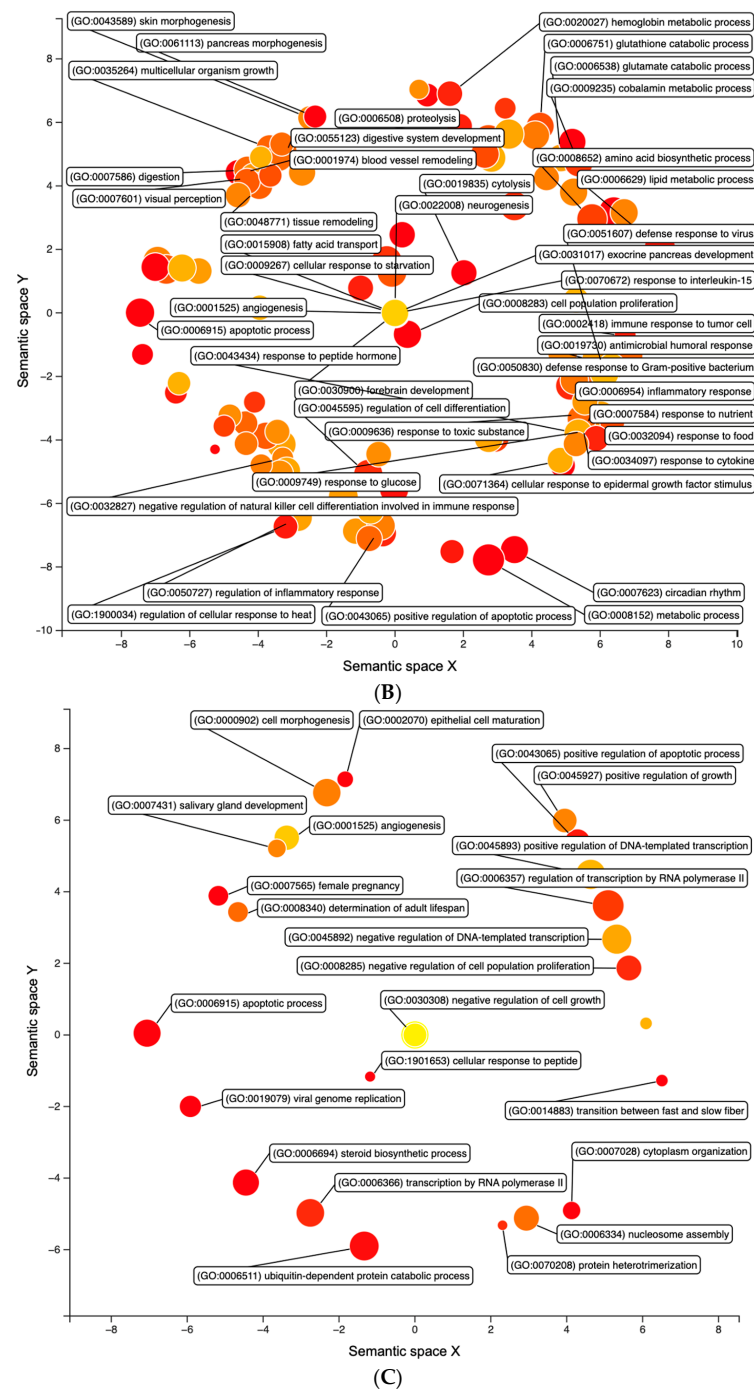 (GO:0043589) skin morphogenesis
(GO:0020027) hemoglobin metabolic process
(GO:0061113) pancreas morphogenesis
(GO:0006751) glutathione catabolic process
(GO:0035264) multicellular organism growth
(GO:0006538) glutamate catabolic process
(GO:0009235) cobalamin metabolic process
(GO:0006508) proteolysis
(GO:0055123) digestive system development
(GO:0008652) amino acid biosynthetic process
(GO:0001974) blood vessel remodeling
(GO:0007586) digestion
(GO:0006629) lipid metabolic process
(GO:0019835) cytolysis
(GO:0007601) visual perception
(GO:0022008) neurogenesis
(GO:0048771) tissue remodeling
(GO:0051607) defense response to virus
(GO:0015908) fatty acid transport
(GO:0031017) exocrine pancreas development
(GO:0009267) cellular response to starvation
(GO:0070672) response to interleukin-15
(GO:0001525) angiogenesis
(GO:0008283) cell population proliferation
(GO:0006915) apoptotic process
(GO:0002418) immune response to tumor cell
(GO:0019730) antimicrobial humoral response
(GO:0043434) response to peptide hormone
(GO:0050830) defense response to Gram-positive bacterium
(GO:0030900) forebrain development
(GO:0006954) inflammatory response
(GO:0045595) regulation of cell differentiation
(GO:0007584) response to nutrient
(GO:0009636) response to toxic substance
(GO:0032094) response to food
(GO:0034097) response to cytokine
(GO:0009749) response to glucose
(GO:0071364) cellular response to epidermal growth factor stimulus
(GO:0032827) negative regulation of natural killer cell differentiation involved in immune response
(GO:0050727) regulation of inflammatory response
(GO:0007623) circadian rhythm
(GO:1900034) regulation of cellular response to heat
(GO:0043065) positive regulation of apoptotic process
(GO:0008152) metabolic process
8
6
4
2
0
-2
-4
-6
-8
-10
Semantic space Y
-8 -6 -4 -2 0 2 4 6 8 10
Semantic space X
(B)
(GO:0000902) cell morphogenesis
(GO:0002070) epithelial cell maturation
(GO:0043065) positive regulation of apoptotic process
(GO:0045927) positive regulation of growth
(GO:0007431) salivary gland development
(GO:0001525) angiogenesis
(GO:0045893) positive regulation of DNA-templated transcription
(GO:0006357) regulation of transcription by RNA polymerase II
(GO:0007565) female pregnancy
(GO:0008340) determination of adult lifespan
(GO:0045892) negative regulation of DNA-templated transcription
(GO:0008285) negative regulation of cell population proliferation
(GO:0006915) apoptotic process
(GO:0030308) negative regulation of cell growth
(GO:1901653) cellular response to peptide
(GO:0019079) viral genome replication
(GO:0014883) transition between fast and slow fiber
(GO:0006694) steroid biosynthetic process
(GO:0007028) cytoplasm organization
(GO:0006366) transcription by RNA polymerase II
(GO:0006334) nucleosome assembly
(GO:0070208) protein heterotrimerization
(GO:0006511) ubiquitin-dependent protein catabolic process
8
6
4
2
0
-2
-4
-6
Semantic space Y
-8 -6 -4 -2 0 2 4 6 8
Semantic space X
(C)